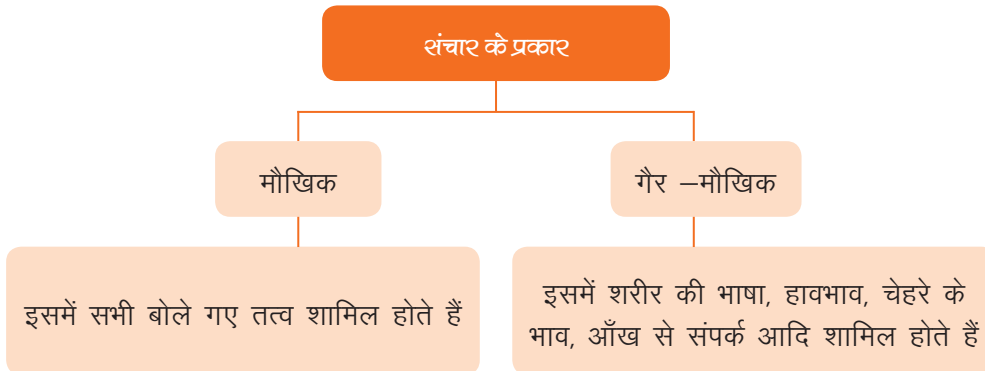 संचार के प्रकार
मौखिक
गैर –मौखिक
इसमें सभी बोले गए तत्व शामिल होते हैं
इसमें शरीर की भाषा, हावभाव, चेहरे के
भाव, आँख से संपर्क आदि शामिल होते हैं